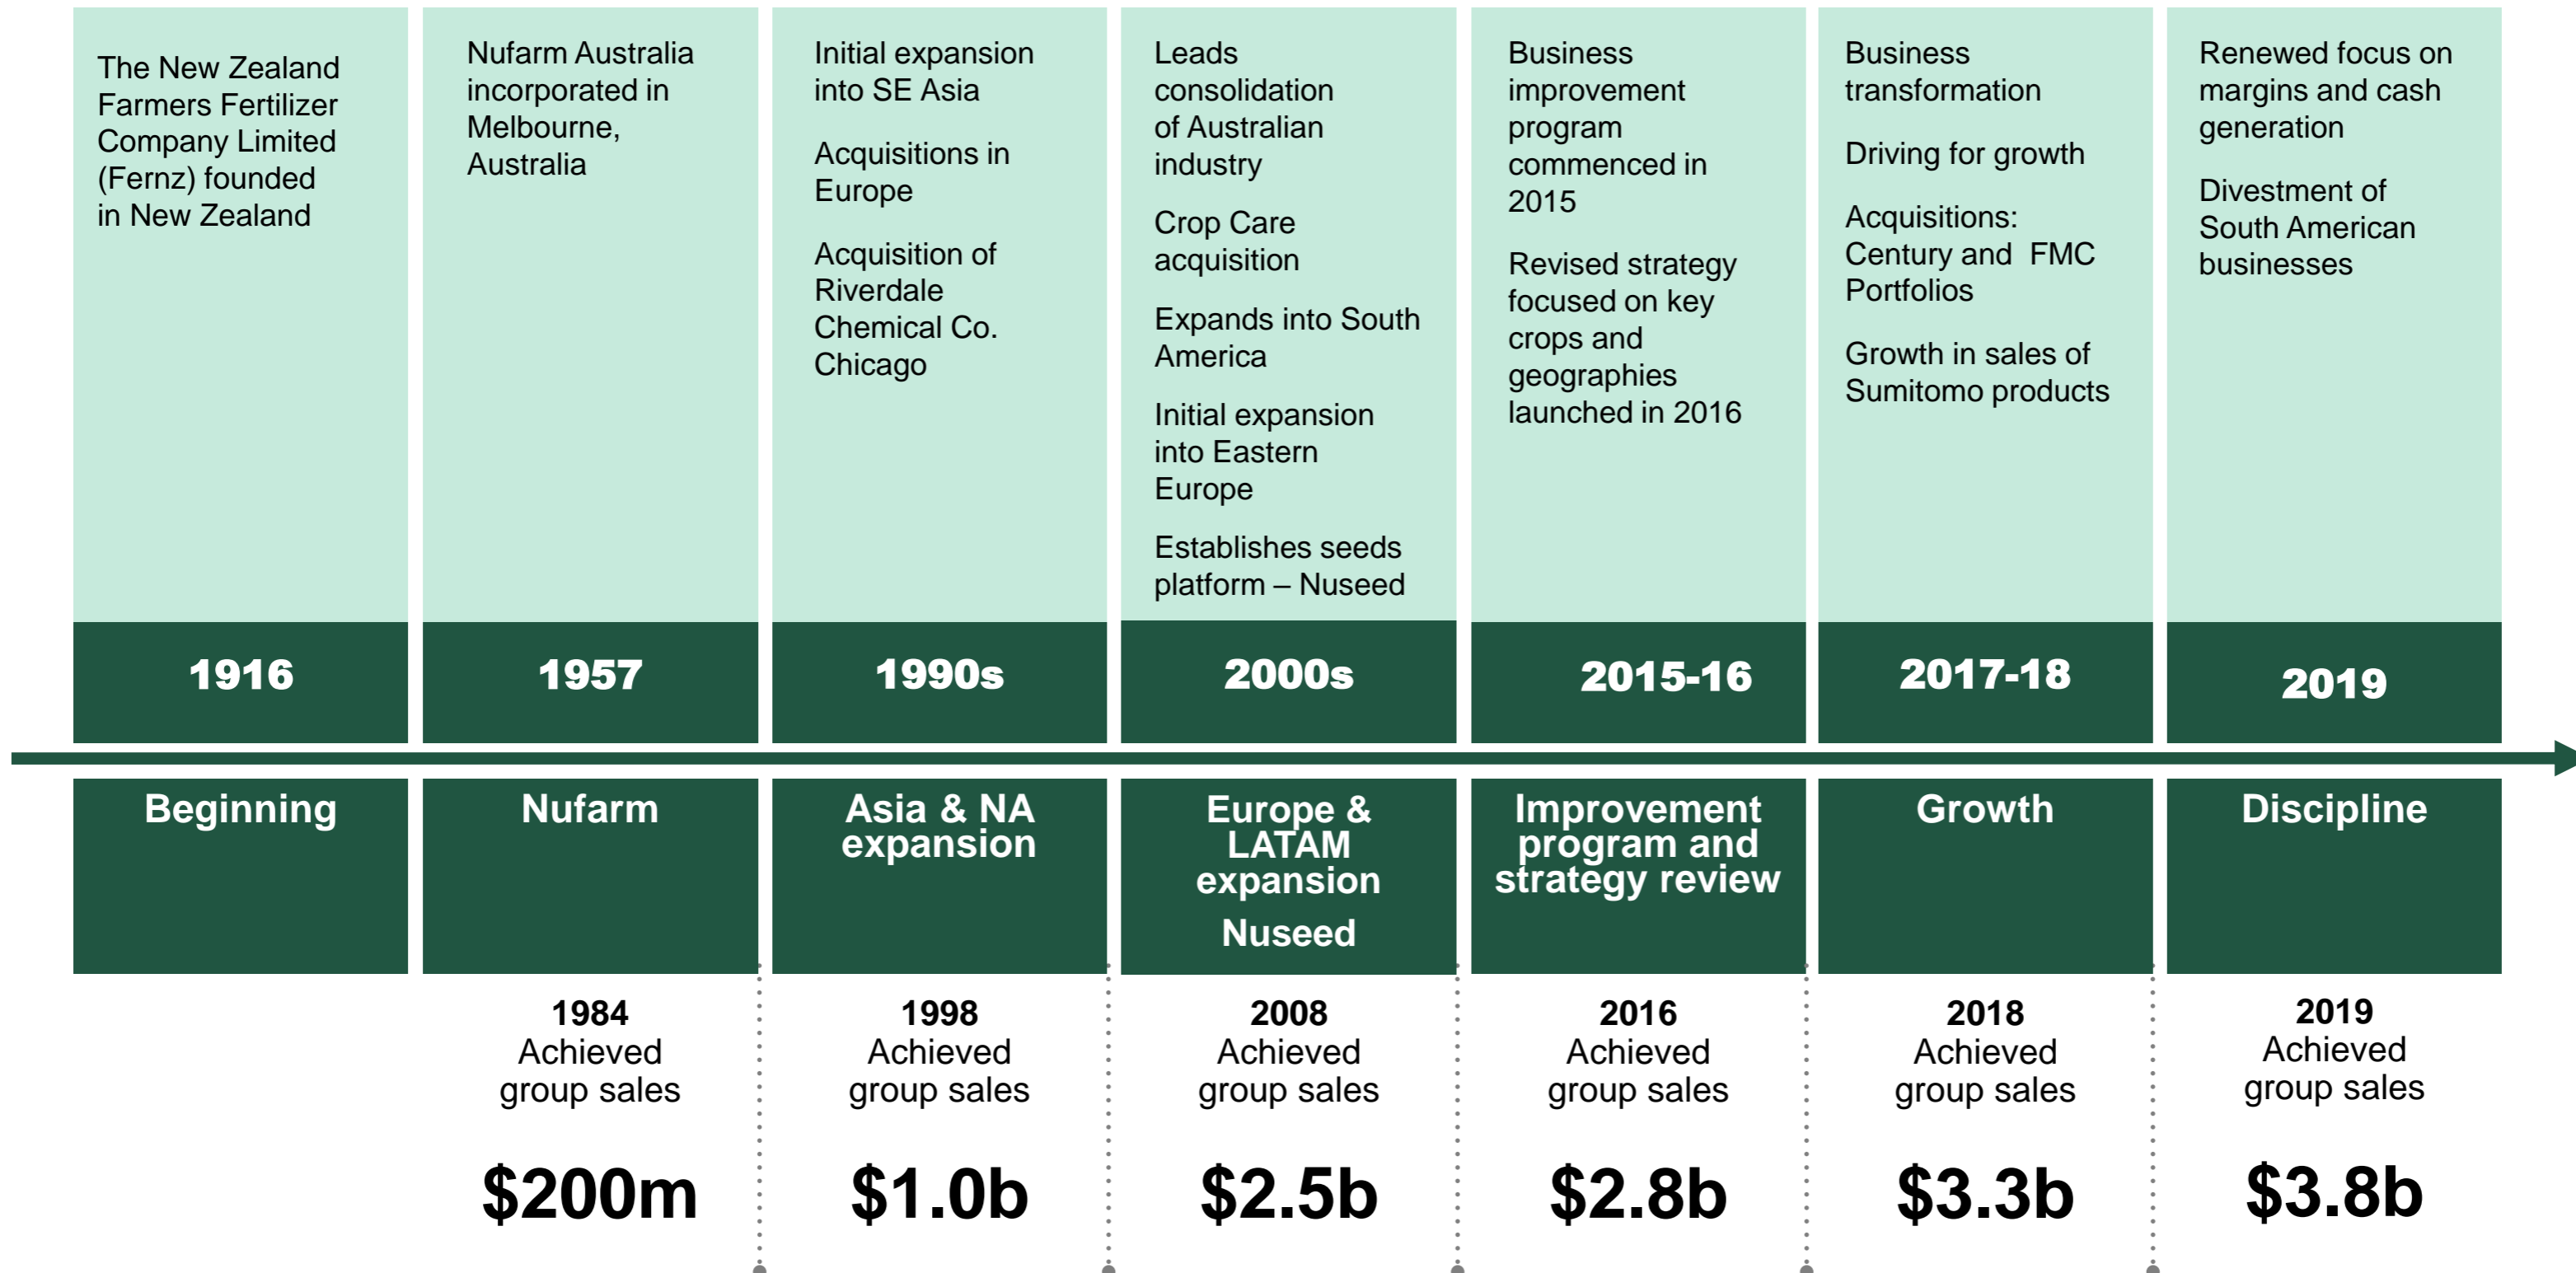 The New Zealand
Farmers Fertilizer
Company Limited
(Fernz) founded
in New Zealand
Nufarm Australia
incorporated in
Melbourne,
Australia
Initial expansion
into SE Asia
Acquisitions in
Europe
Acquisition of
Riverdale
Chemical Co.
Chicago
Leads
consolidation
of Australian
industry
Crop Care
acquisition
Expands into South
America
Initial expansion
into Eastern
Europe
Establishes seeds
platform – Nuseed
Business
improvement
program
commenced in
2015
Revised strategy
focused on key
crops and
geographies
launched in 2016
Business
transformation
Driving for growth
Acquisitions:
Century and  FMC
Portfolios
Growth in sales of
Sumitomo products
Renewed focus on
margins and cash
generation
Divestment of
South American
businesses
1916
1957
1990s
2000s
2015-16
2017-18
2019
Beginning
Nufarm
Asia & NA
expansion
Europe &
LATAM
expansion
Nuseed
Improvement
program and
strategy review
Growth
Discipline
1984
Achieved
group sales
$200m
1998
Achieved
group sales
$1.0b
2008
Achieved
group sales
$2.5b
2016
Achieved
group sales
$2.8b
2018
Achieved
group sales
$3.3b
2019
Achieved
group sales
$3.8b